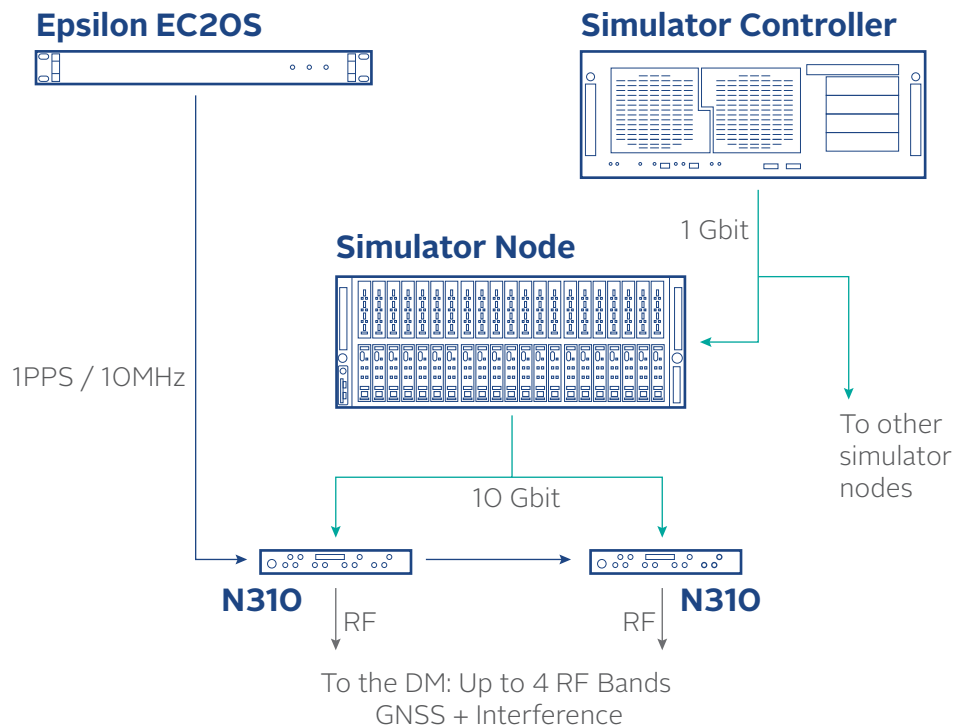 Epsilon EC2OS
Simulator Controller
1 Gbit
Simulator Node
1PPS / 10MHz
To other
simulator
nodes
10 Gbit
N310
N310
RF
RF
To the DM: Up to 4 RF Bands
GNSS + Interference